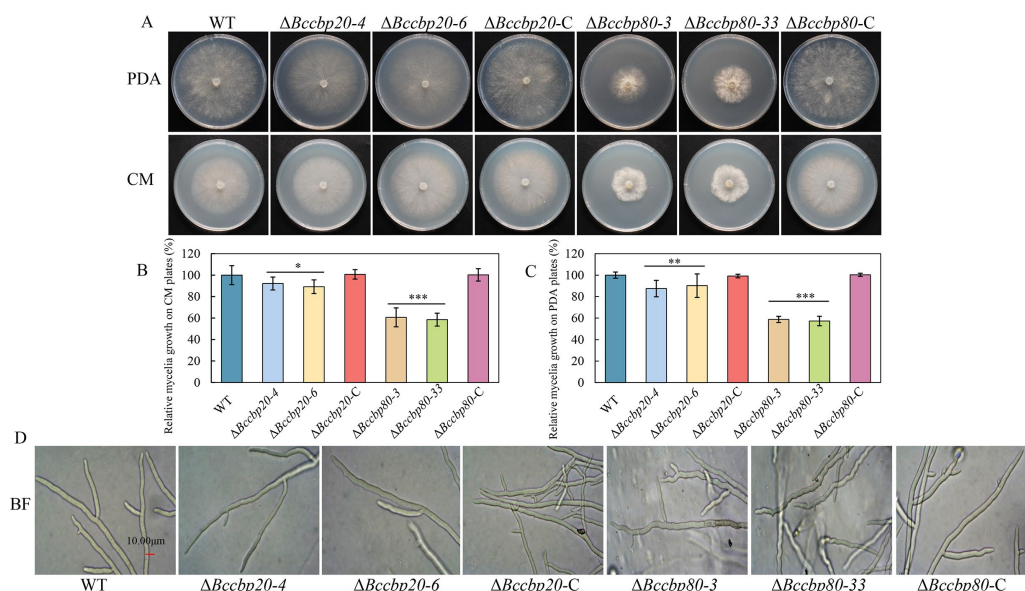 A
WT ΔBccbp20-4 ΔBccbp20-6 ΔBccbp20-C ΔBccbp80-3 ΔBccbp80-33 ΔBccbp80-C
PDA
CM
B
Relative mycelia growth on CM plates (%)
120
100
80
60
40
20
0
*
***
WT ΔBccbp20-4 ΔBccbp20-6 ΔBccbp20-C ΔBccbp80-3 ΔBccbp80-33 ΔBccbp80-C
C
Relative mycelia growth on PDA plates (%)
120
100
80
60
40
20
0
**
***
WT ΔBccbp20-4 ΔBccbp20-6 ΔBccbp20-C ΔBccbp80-3 ΔBccbp80-33 ΔBccbp80-C
D
BF
10.00μm
WT ΔBccbp20-4 ΔBccbp20-6 ΔBccbp20-C ΔBccbp80-3 ΔBccbp80-33 ΔBccbp80-C